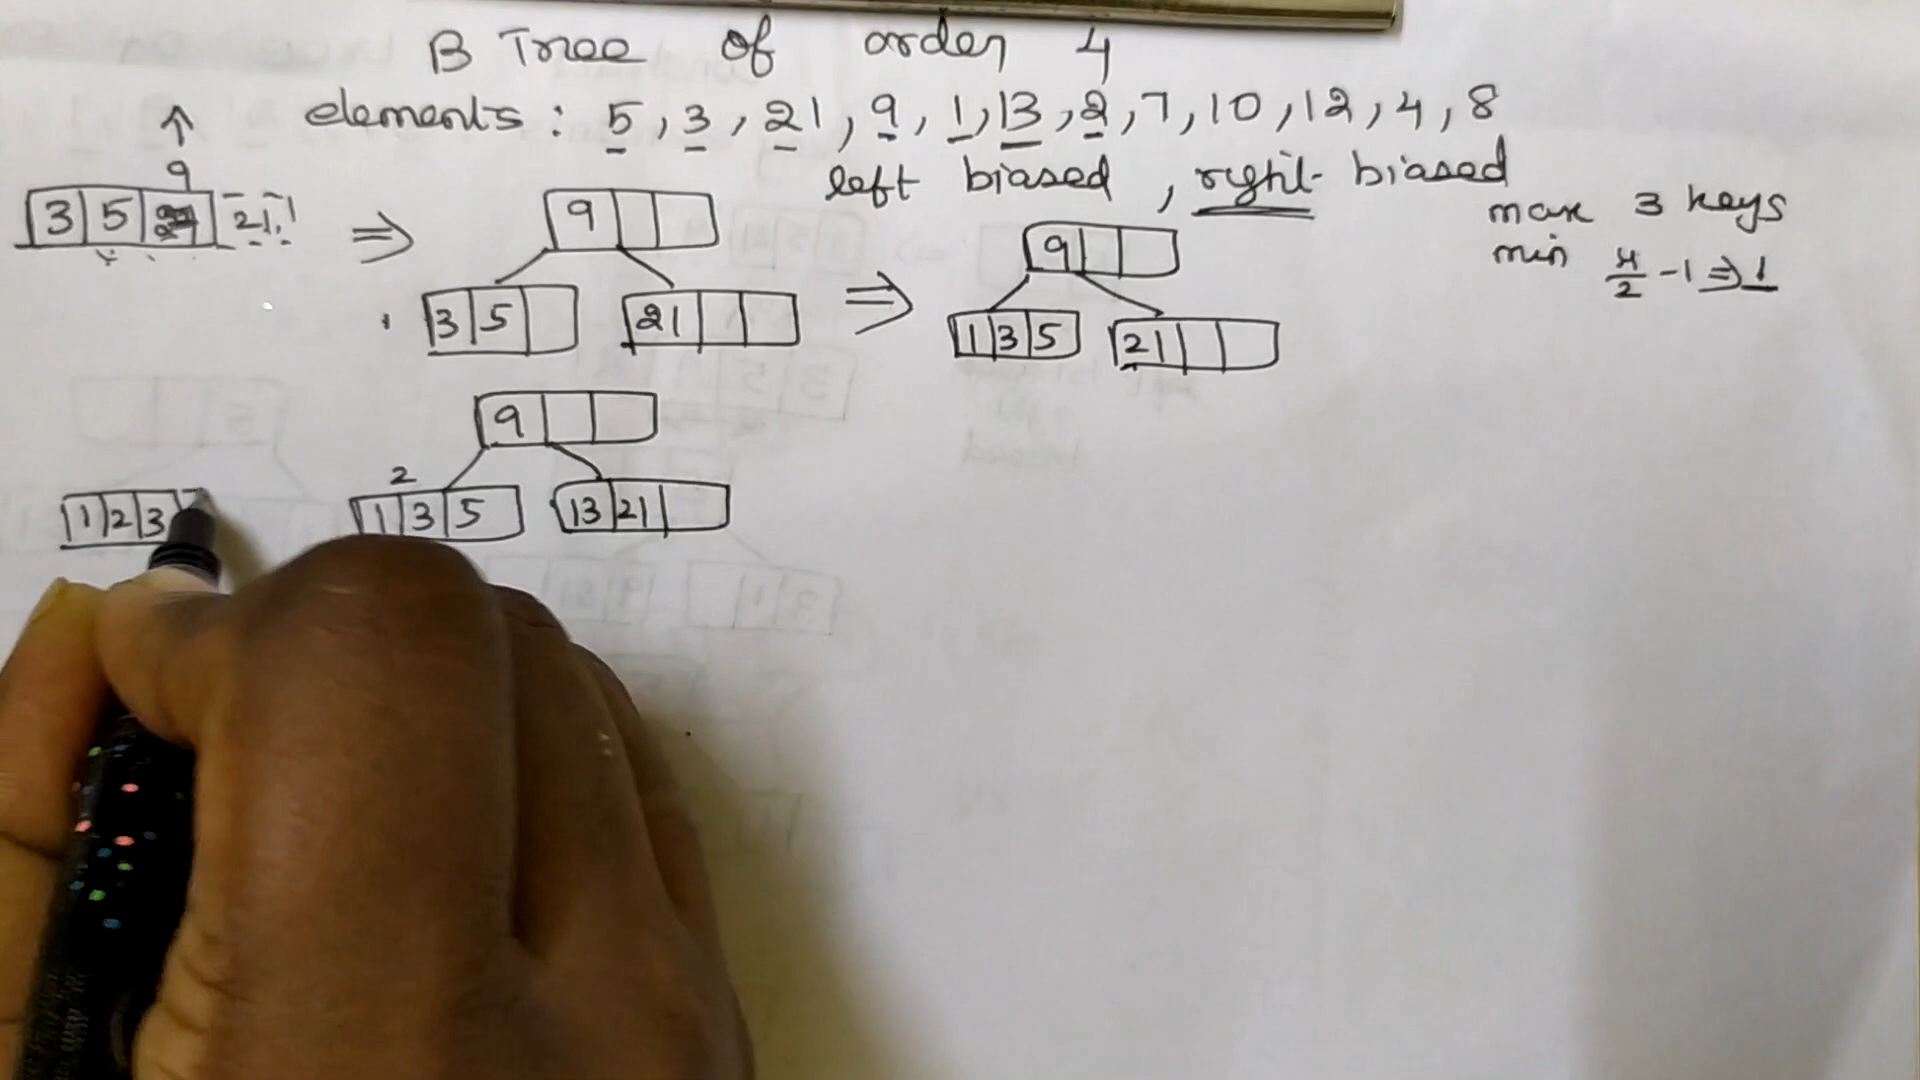 B Tree of order 4
elements : 5 , 3 , 21 , 9 , 1 , 13 , 2 , 7 , 10 , 12 , 4 , 8
left biased , right biased
max 3 keys
min 4/2 - 1 ⇒ 1
↑
9
3 5 21
⇒
9
3 5
21
⇒
9
1 3 5
21
9
2
1 3 5
13 21
1 2 3